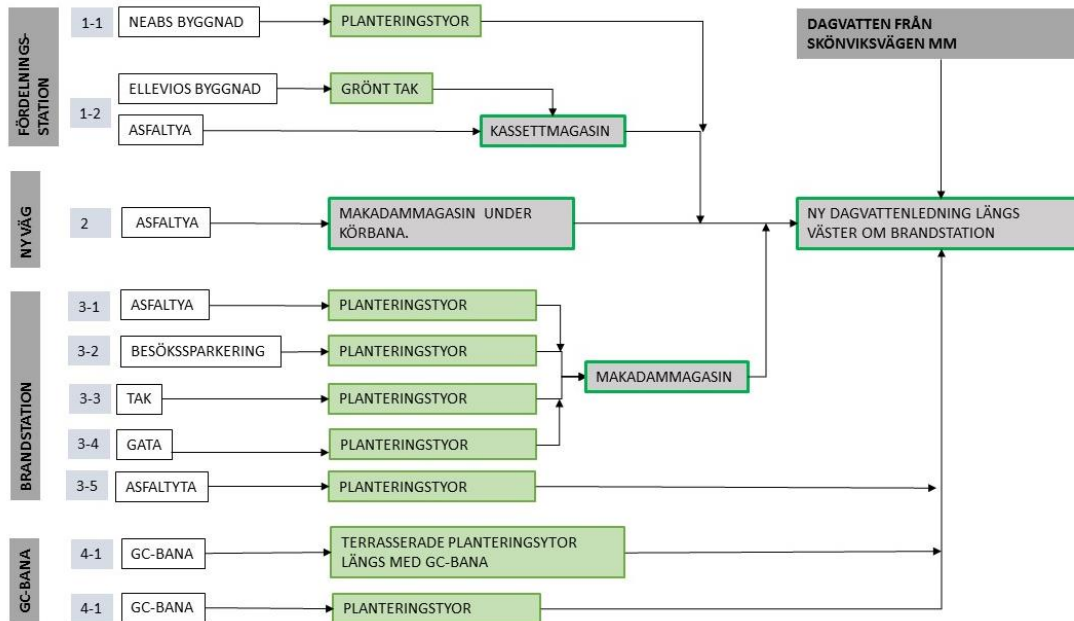 FÖRDELNINGS-
STATION
1-1
NEABS BYGGNAD
PLANTERINGSTYOR
DAGVATTEN FRÅN
SKÖNVIKSVÄGEN MM
1-2
ELLEVIOS BYGGNAD
GRÖNT TAK
ASFALTYA
KASSETTMAGASIN
NY VÄG
2
ASFALTYA
MAKADAMMAGASIN UNDER
KÖRBANA.
NY DAGVATTENLEDNING LÄNGS
VÄSTER OM BRANDSTATION
BRANDSTATION
3-1
ASFALTYA
PLANTERINGSTYOR
3-2
BESÖKSSPARKERING
PLANTERINGSTYOR
MAKADAMMAGASIN
3-3
TAK
PLANTERINGSTYOR
3-4
GATA
PLANTERINGSTYOR
3-5
ASFALTYTA
PLANTERINGSTYOR
GC-BANA
4-1
GC-BANA
TERRASSERADE PLANTERINGSYTOR
LÄNGS MED GC-BANA
4-1
GC-BANA
PLANTERINGSTYOR